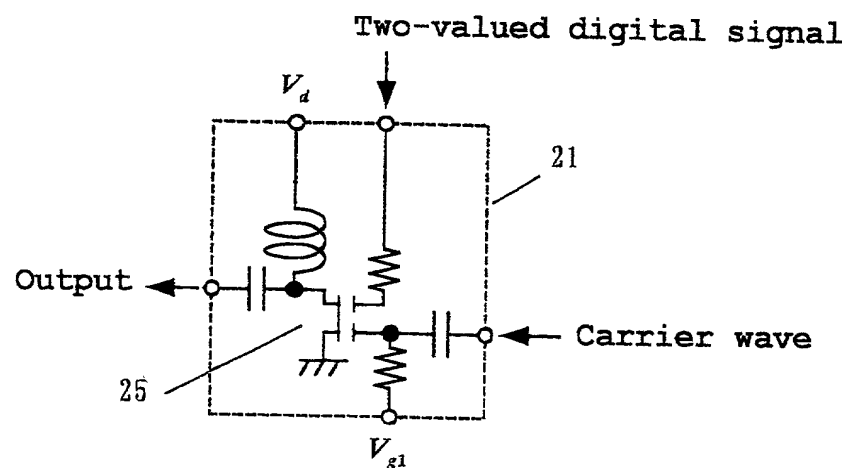 Two-valued digital signal
V_d
21
Output
Carrier wave
25
V_g1